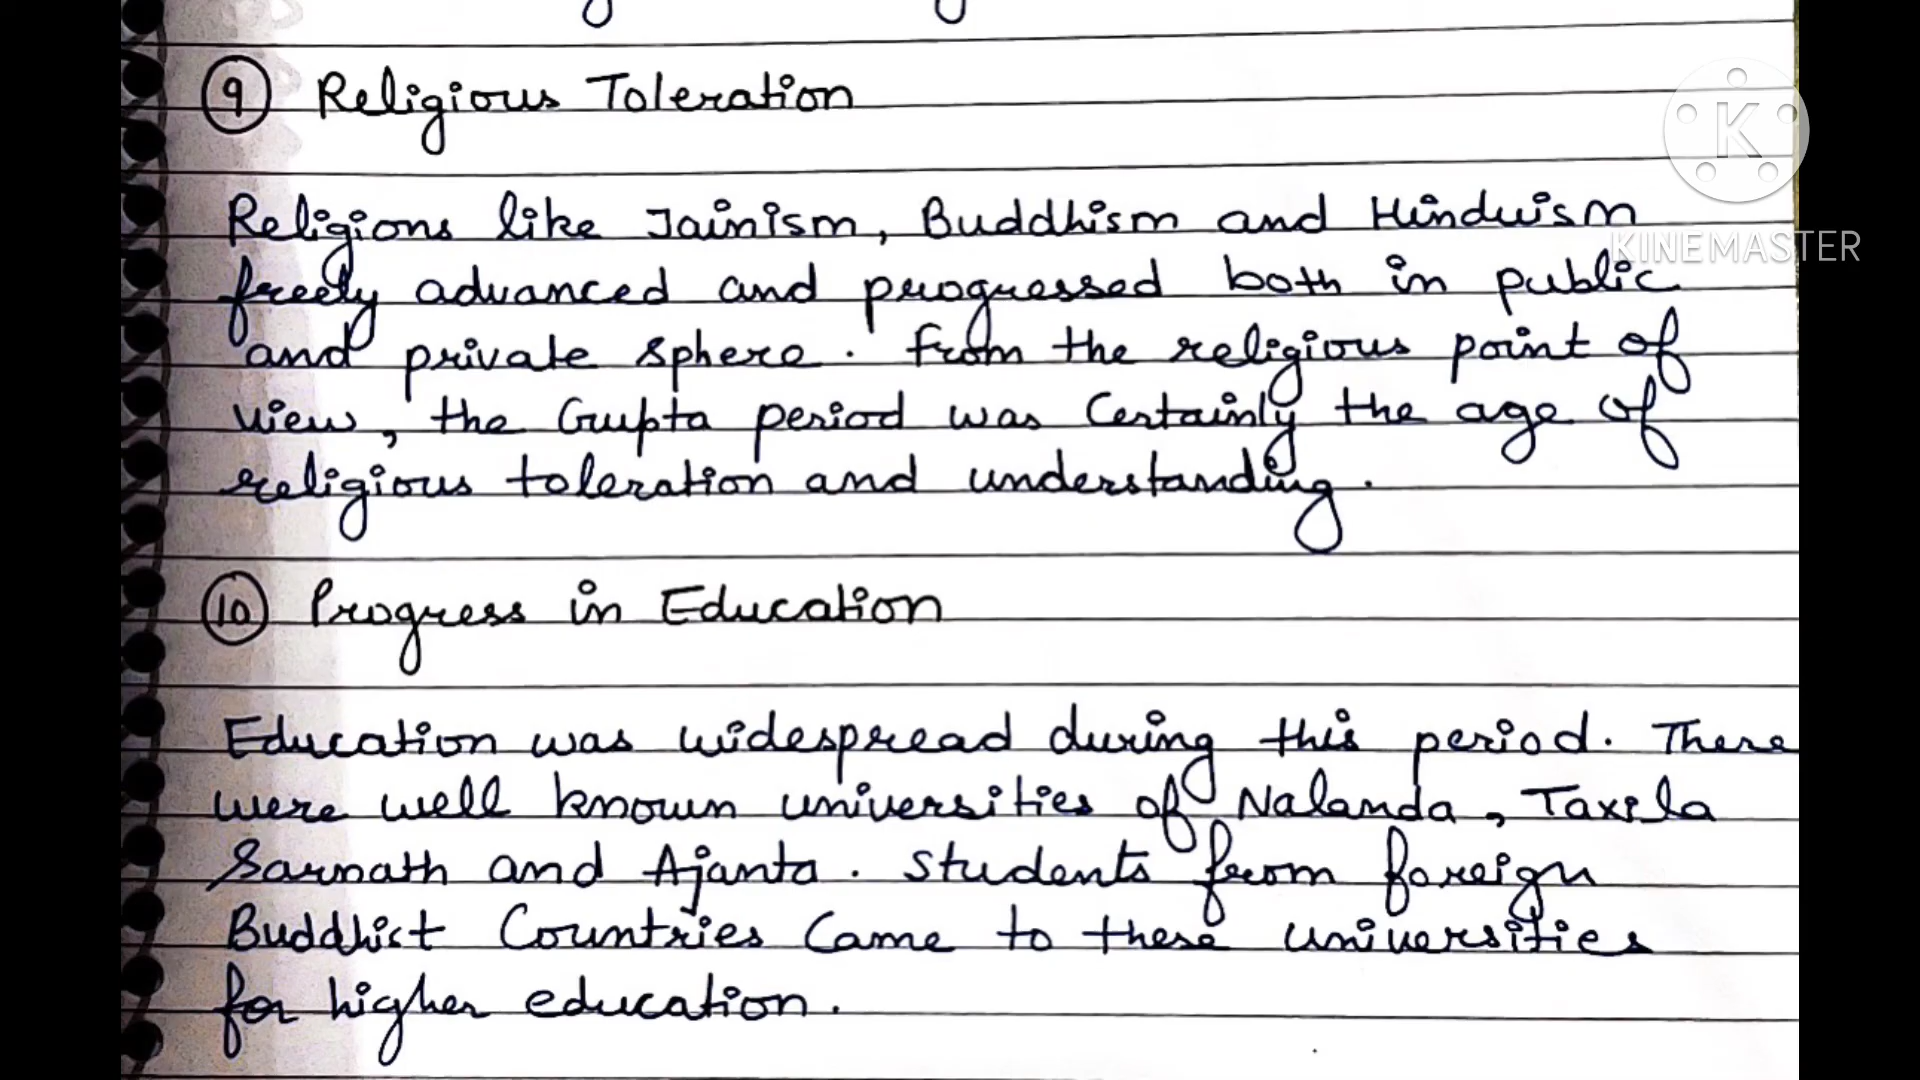 9 Religious Toleration
Religions like Jainism, Buddhism and Hinduism
freely advanced and progressed both in public
and private sphere. From the religious point of
view, the Gupta period was Certainly the age of
religious toleration and understanding.
10 Progress in Education
Education was widespread during this period. There
were well known universities of Nalanda, Taxila
Sarnath and Ajanta. Students from foreign
Buddhist Countries Came to these universities
for higher education.
K
KINEMASTER